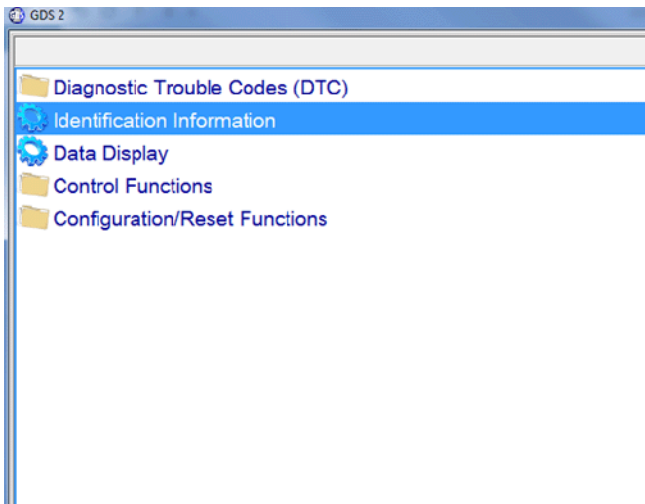 GDS 2
Diagnostic Trouble Codes (DTC)
Identification Information
Data Display
Control Functions
Configuration/Reset Functions